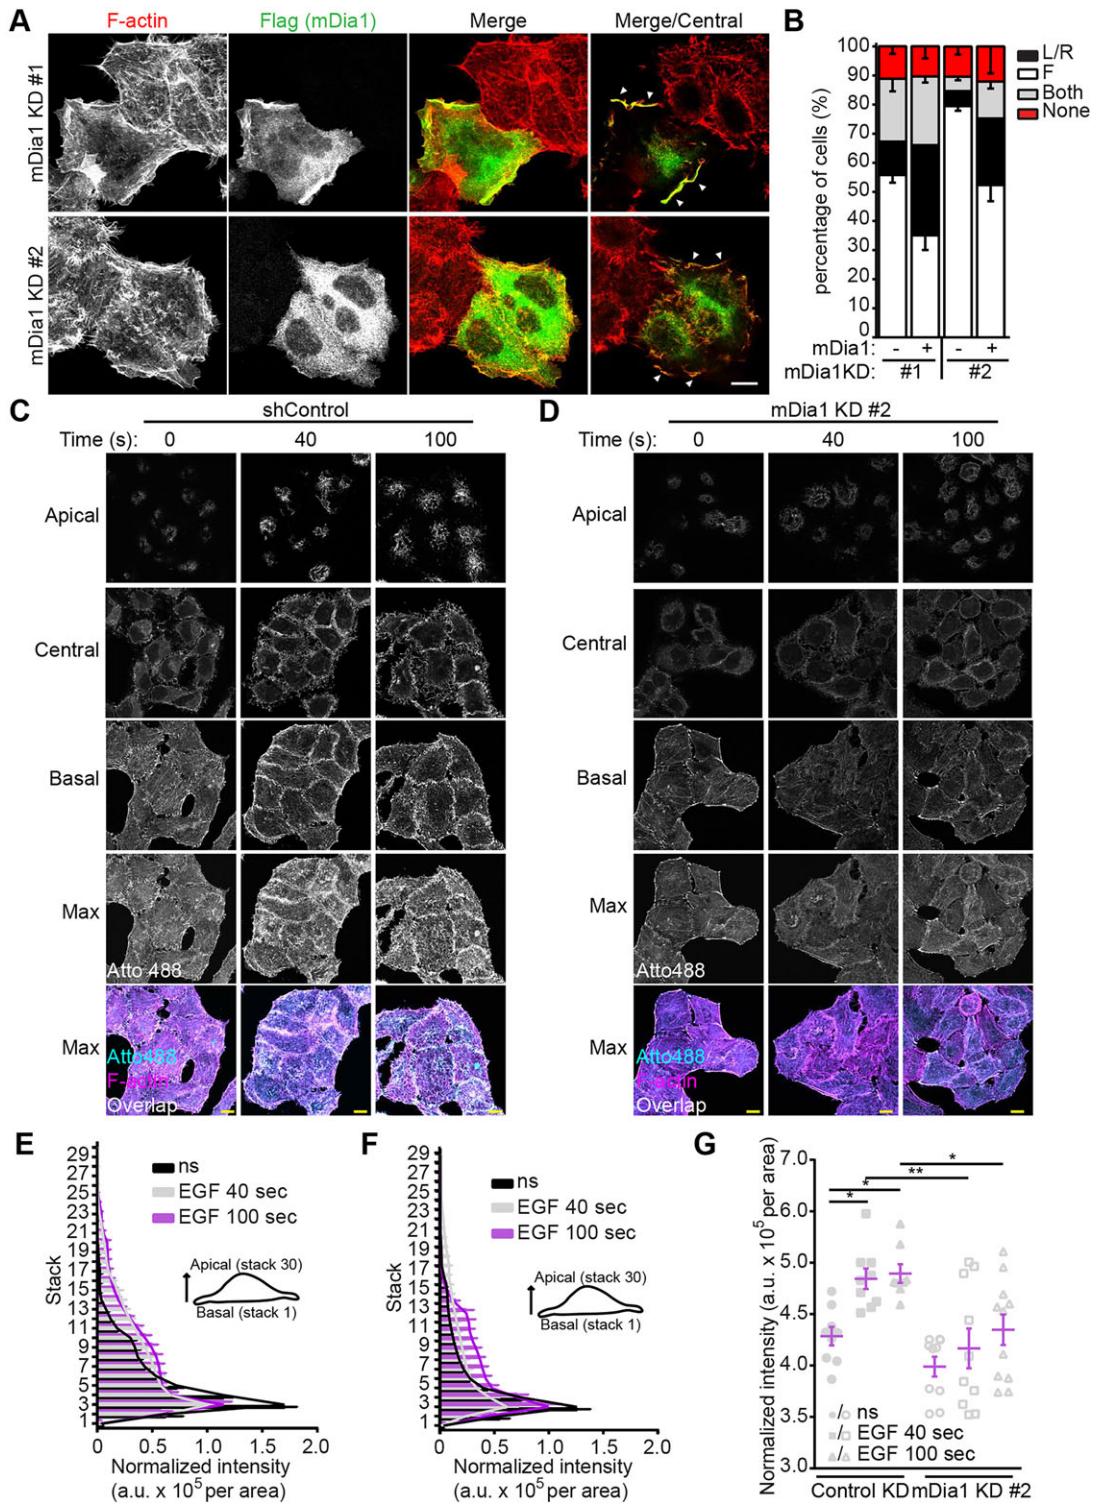 A
F-actin
Flag (mDia1)
Merge
Merge/Central
mDia1 KD #1
mDia1 KD #2
B
percentage of cells (%)
100
90
80
70
60
50
40
30
20
10
0
L/R
F
Both
None
mDia1: - + - +
mDia1KD: #1 #2
C
shControl
Time (s): 0 40 100
Apical
Central
Basal
Max
Atto 488
Max
Atto488
F-actin
Overlap
D
mDia1 KD #2
Time (s): 0 40 100
Apical
Central
Basal
Max
Atto488
Max
Atto488
F-actin
Overlap
E
Stack
29
27
25
23
21
19
17
15
13
11
9
7
5
3
1
ns
EGF 40 sec
EGF 100 sec
Apical (stack 30)
Basal (stack 1)
0 0.5 1.0 1.5 2.0
Normalized intensity
(a.u. x 10⁵ per area)
F
Stack
29
27
25
23
21
19
17
15
13
11
9
7
5
3
1
ns
EGF 40 sec
EGF 100 sec
Apical (stack 30)
Basal (stack 1)
0 0.5 1.0 1.5 2.0
Normalized intensity
(a.u. x 10⁵ per area)
G
Normalized intensity (a.u. x 10⁵ per area)
7.0
6.0
5.0
4.5
4.0
3.5
3.0
*
**
*
*
/ ns
/ EGF 40 sec
/ EGF 100 sec
Control KD mDia1 KD #2